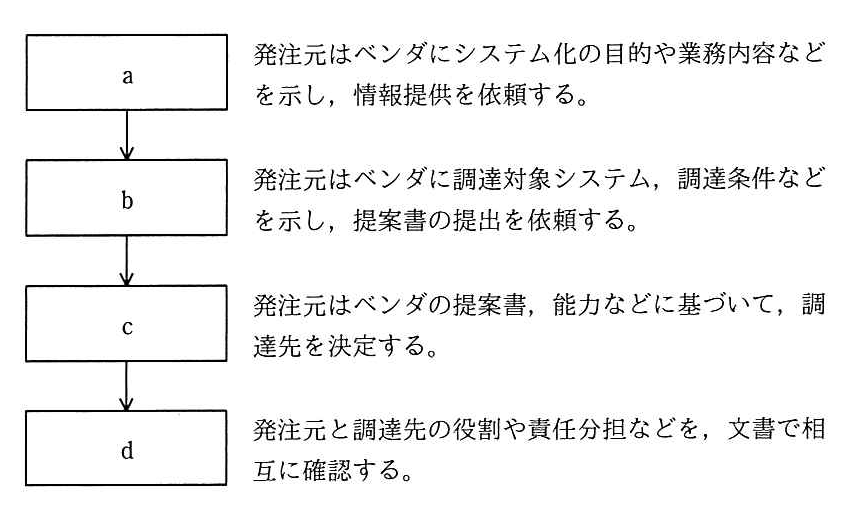 a
発注元はベンダにシステム化の目的や業務内容など
を示し，情報提供を依頼する。
b
発注元はベンダに調達対象システム，調達条件など
を示し，提案書の提出を依頼する。
c
発注元はベンダの提案書，能力などに基づいて，調
達先を決定する。
d
発注元と調達先の役割や責任分担などを，文書で相
互に確認する。